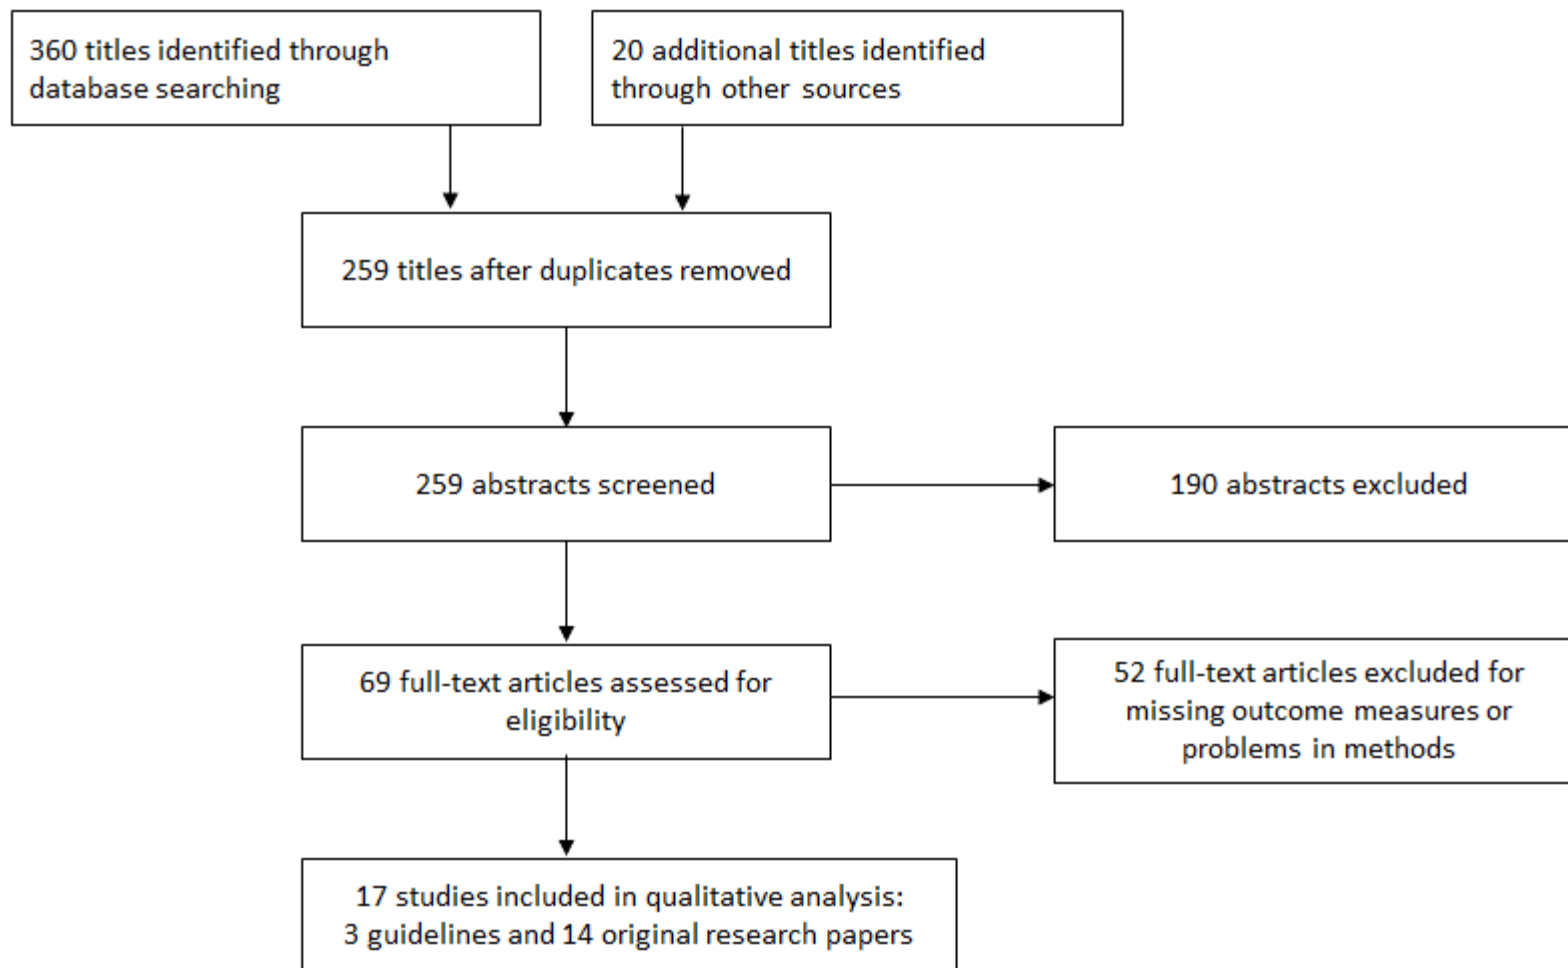 360 titles identified through
database searching
20 additional titles identified
through other sources
259 titles after duplicates removed
259 abstracts screened
190 abstracts excluded
69 full-text articles assessed for
eligibility
52 full-text articles excluded for
missing outcome measures or
problems in methods
17 studies included in qualitative analysis:
3 guidelines and 14 original research papers